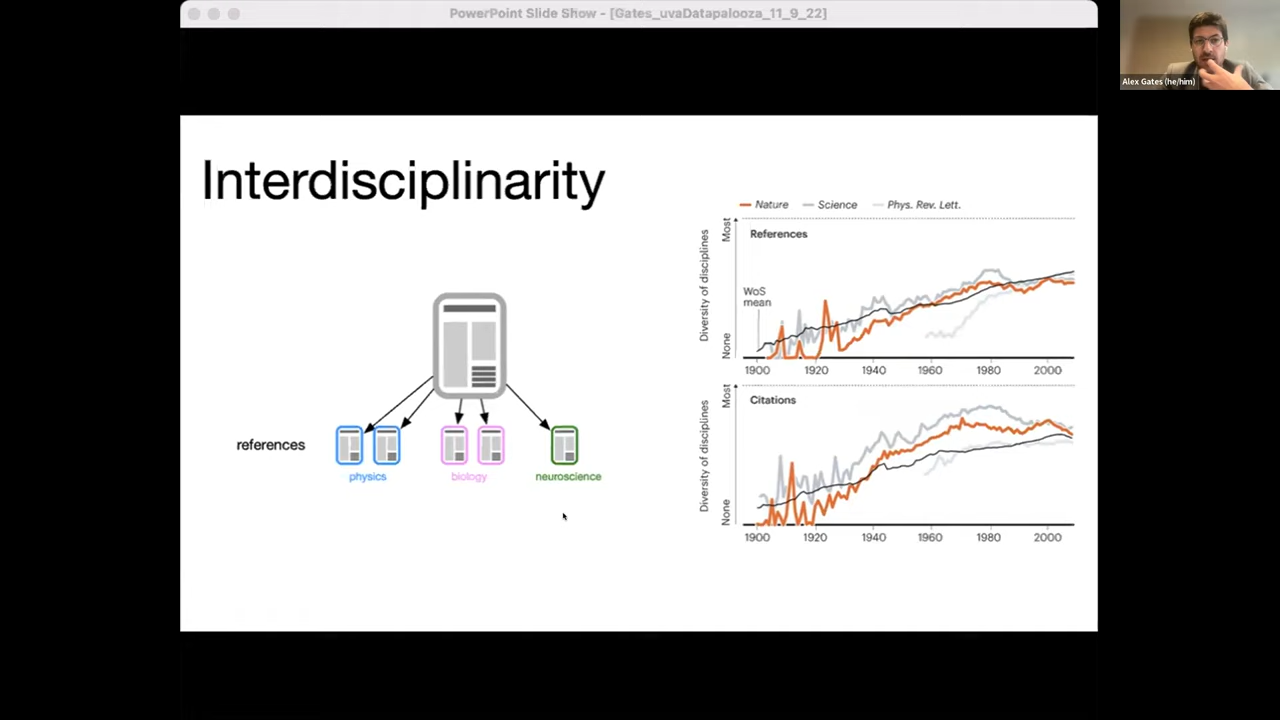 PowerPoint Slide Show - [Gates_uvaDatapalooza_11_9_22]
Alex Gates (he/him)
Interdisciplinarity
references
physics
biology
neuroscience
Nature Science Phys. Rev. Lett.
Diversity of disciplines
Most
None
References
WoS
mean
1900 1920 1940 1960 1980 2000
Diversity of disciplines
Most
None
Citations
1900 1920 1940 1960 1980 2000